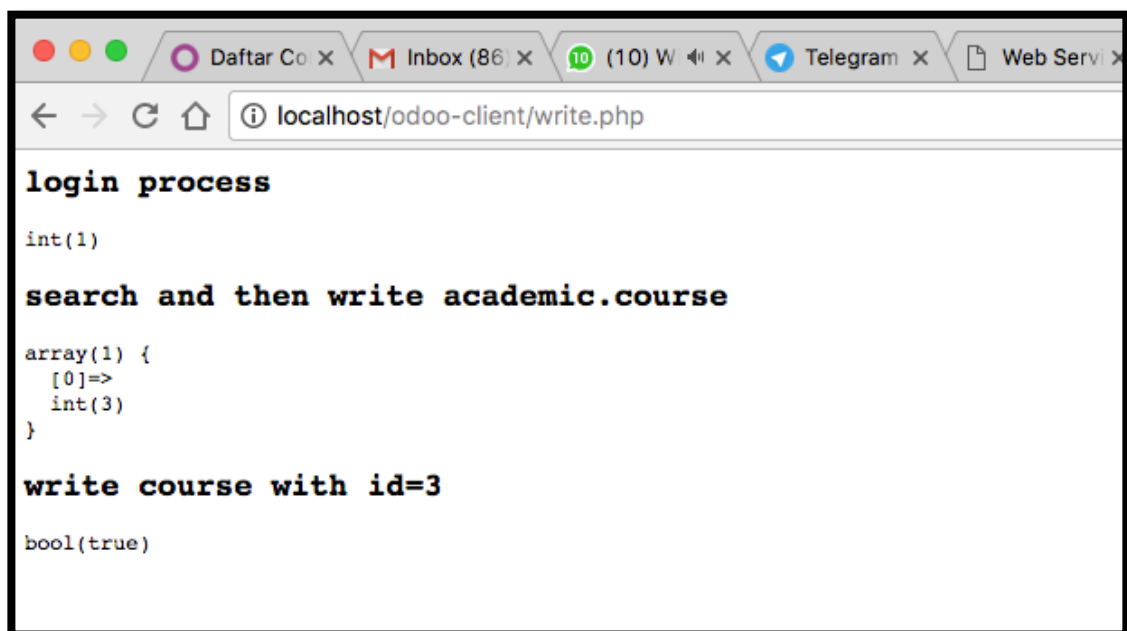 Daftar Co Inbox (86) (10) W Telegram Web Servi
localhost/odoo-client/write.php
login process
int(1)
search and then write academic.course
array(1) {
[0]=>
int(3)
}
write course with id=3
bool(true)